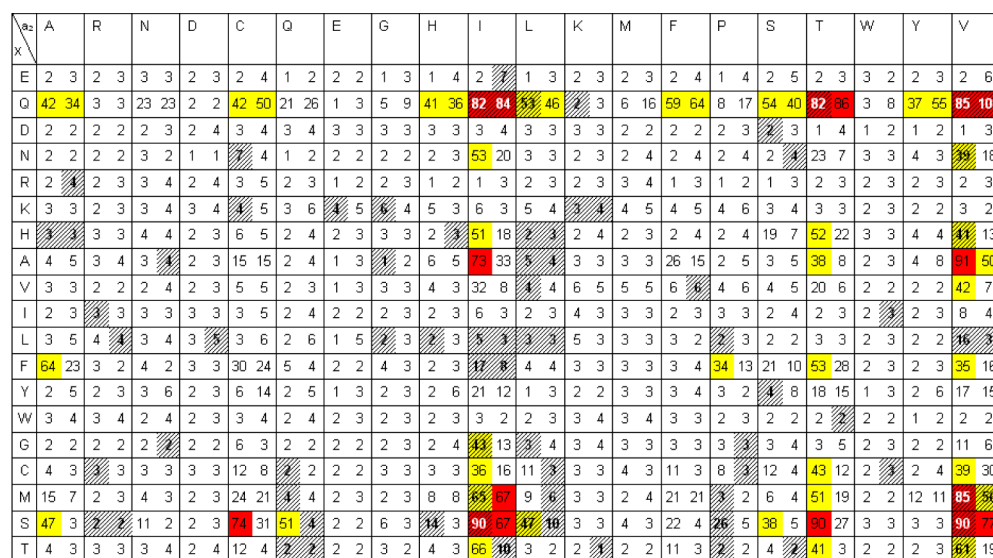 a₂ A R N D C Q E G H I L K M F P S T W Y V
X
E 2 3 2 3 3 3 2 3 2 4 1 2 2 2 1 3 1 4 2 7 1 3 2 3 2 3 2 4 1 4 2 5 2 3 3 2 2 3 2 6
Q 42 34 3 3 23 23 2 2 42 50 21 26 1 3 5 9 41 36 82 84 53 46 2 3 6 16 59 64 8 17 54 40 82 86 3 8 37 55 85 10
D 2 2 2 2 2 3 2 4 3 4 3 4 3 3 3 3 3 3 3 4 3 3 3 3 2 2 2 2 2 3 2 3 1 4 1 2 1 2 1 3
N 2 2 2 2 3 2 1 1 7 4 1 2 2 2 2 2 2 3 53 20 3 3 2 3 2 4 2 4 2 4 2 4 23 7 3 3 4 3 39 18
R 2 4 2 3 3 4 2 4 3 5 2 3 1 2 2 3 1 2 1 3 2 3 2 3 3 4 1 3 1 2 1 3 2 3 2 3 2 3 2 3
K 3 3 2 3 3 4 3 4 4 5 3 6 4 5 6 4 5 3 6 3 5 4 3 4 4 5 4 5 4 6 3 4 3 3 2 3 2 3 3 2
H 3 3 3 3 4 4 2 3 6 5 2 4 2 3 3 3 2 3 51 18 2 3 2 4 2 3 2 4 2 4 19 7 52 22 3 3 4 4 41 13
A 4 5 3 4 3 4 2 3 15 15 2 4 1 3 1 2 6 5 73 33 5 4 3 3 3 3 26 15 2 5 3 5 38 8 2 3 4 8 91 50
V 3 3 2 2 2 4 2 3 5 5 2 3 1 3 3 3 4 3 32 8 4 4 6 5 5 5 6 6 4 6 4 5 20 6 2 2 2 2 42 7
I 2 3 3 3 3 3 3 3 3 5 2 4 2 2 2 3 2 3 6 3 2 3 4 3 3 3 2 3 3 3 2 4 2 3 2 3 2 3 8 4
L 3 5 4 4 3 4 3 5 3 6 2 6 1 5 2 3 2 3 5 3 3 3 5 3 3 3 3 2 2 3 2 2 2 3 2 2 2 2 16 3
F 64 23 3 2 4 2 3 3 30 24 5 4 2 2 4 3 2 3 17 8 4 4 3 3 3 3 3 4 34 13 21 10 53 28 2 3 2 3 35 16
Y 2 5 2 3 3 6 2 3 6 14 2 5 1 3 2 3 2 6 21 12 1 3 2 2 3 3 3 4 3 2 4 8 18 15 1 3 2 6 17 15
W 3 4 3 4 2 4 2 3 2 4 2 3 2 2 2 3 2 3 3 2 2 3 3 4 3 4 3 3 2 3 2 2 2 2 2 2 1 2 2 2
G 2 2 2 2 2 2 2 2 6 3 2 2 2 2 2 3 2 4 43 13 3 4 3 4 3 3 3 3 3 3 3 4 3 5 2 3 2 2 11 6
C 4 3 3 3 3 3 3 3 12 8 2 2 2 2 3 3 3 3 36 16 11 3 3 3 4 3 11 3 8 3 12 4 43 12 2 3 2 4 39 30
M 15 7 2 3 4 3 2 3 24 21 4 4 2 3 2 3 8 8 65 67 9 6 3 3 2 4 21 21 3 2 6 4 51 19 2 2 12 11 85 56
S 47 3 2 2 11 2 2 3 74 31 51 4 2 2 6 3 14 3 90 67 47 10 3 3 4 3 22 4 26 5 38 5 90 27 3 3 3 3 90 77
T 4 3 3 3 3 4 2 4 12 4 2 2 2 2 3 2 4 3 66 10 3 2 2 1 2 2 11 3 2 2 4 2 41 3 2 2 2 3 61 19